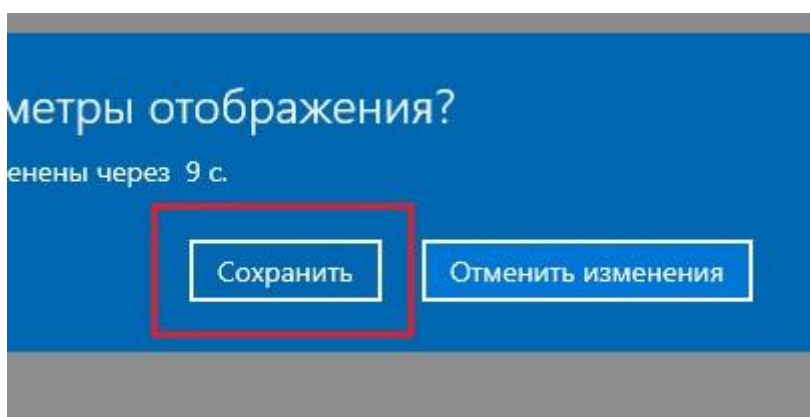 метры отображения?
енены через 9 с.
Сохранить
Отменить изменения